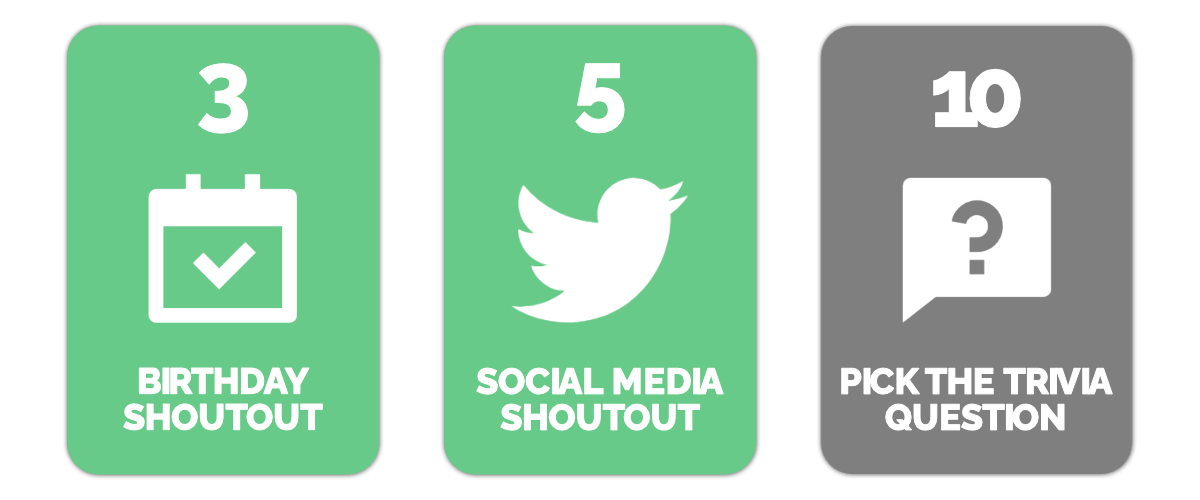 3
BIRTHDAY
SHOUTOUT
5
SOCIAL MEDIA
SHOUTOUT
10
?
PICK THE TRIVIA
QUESTION